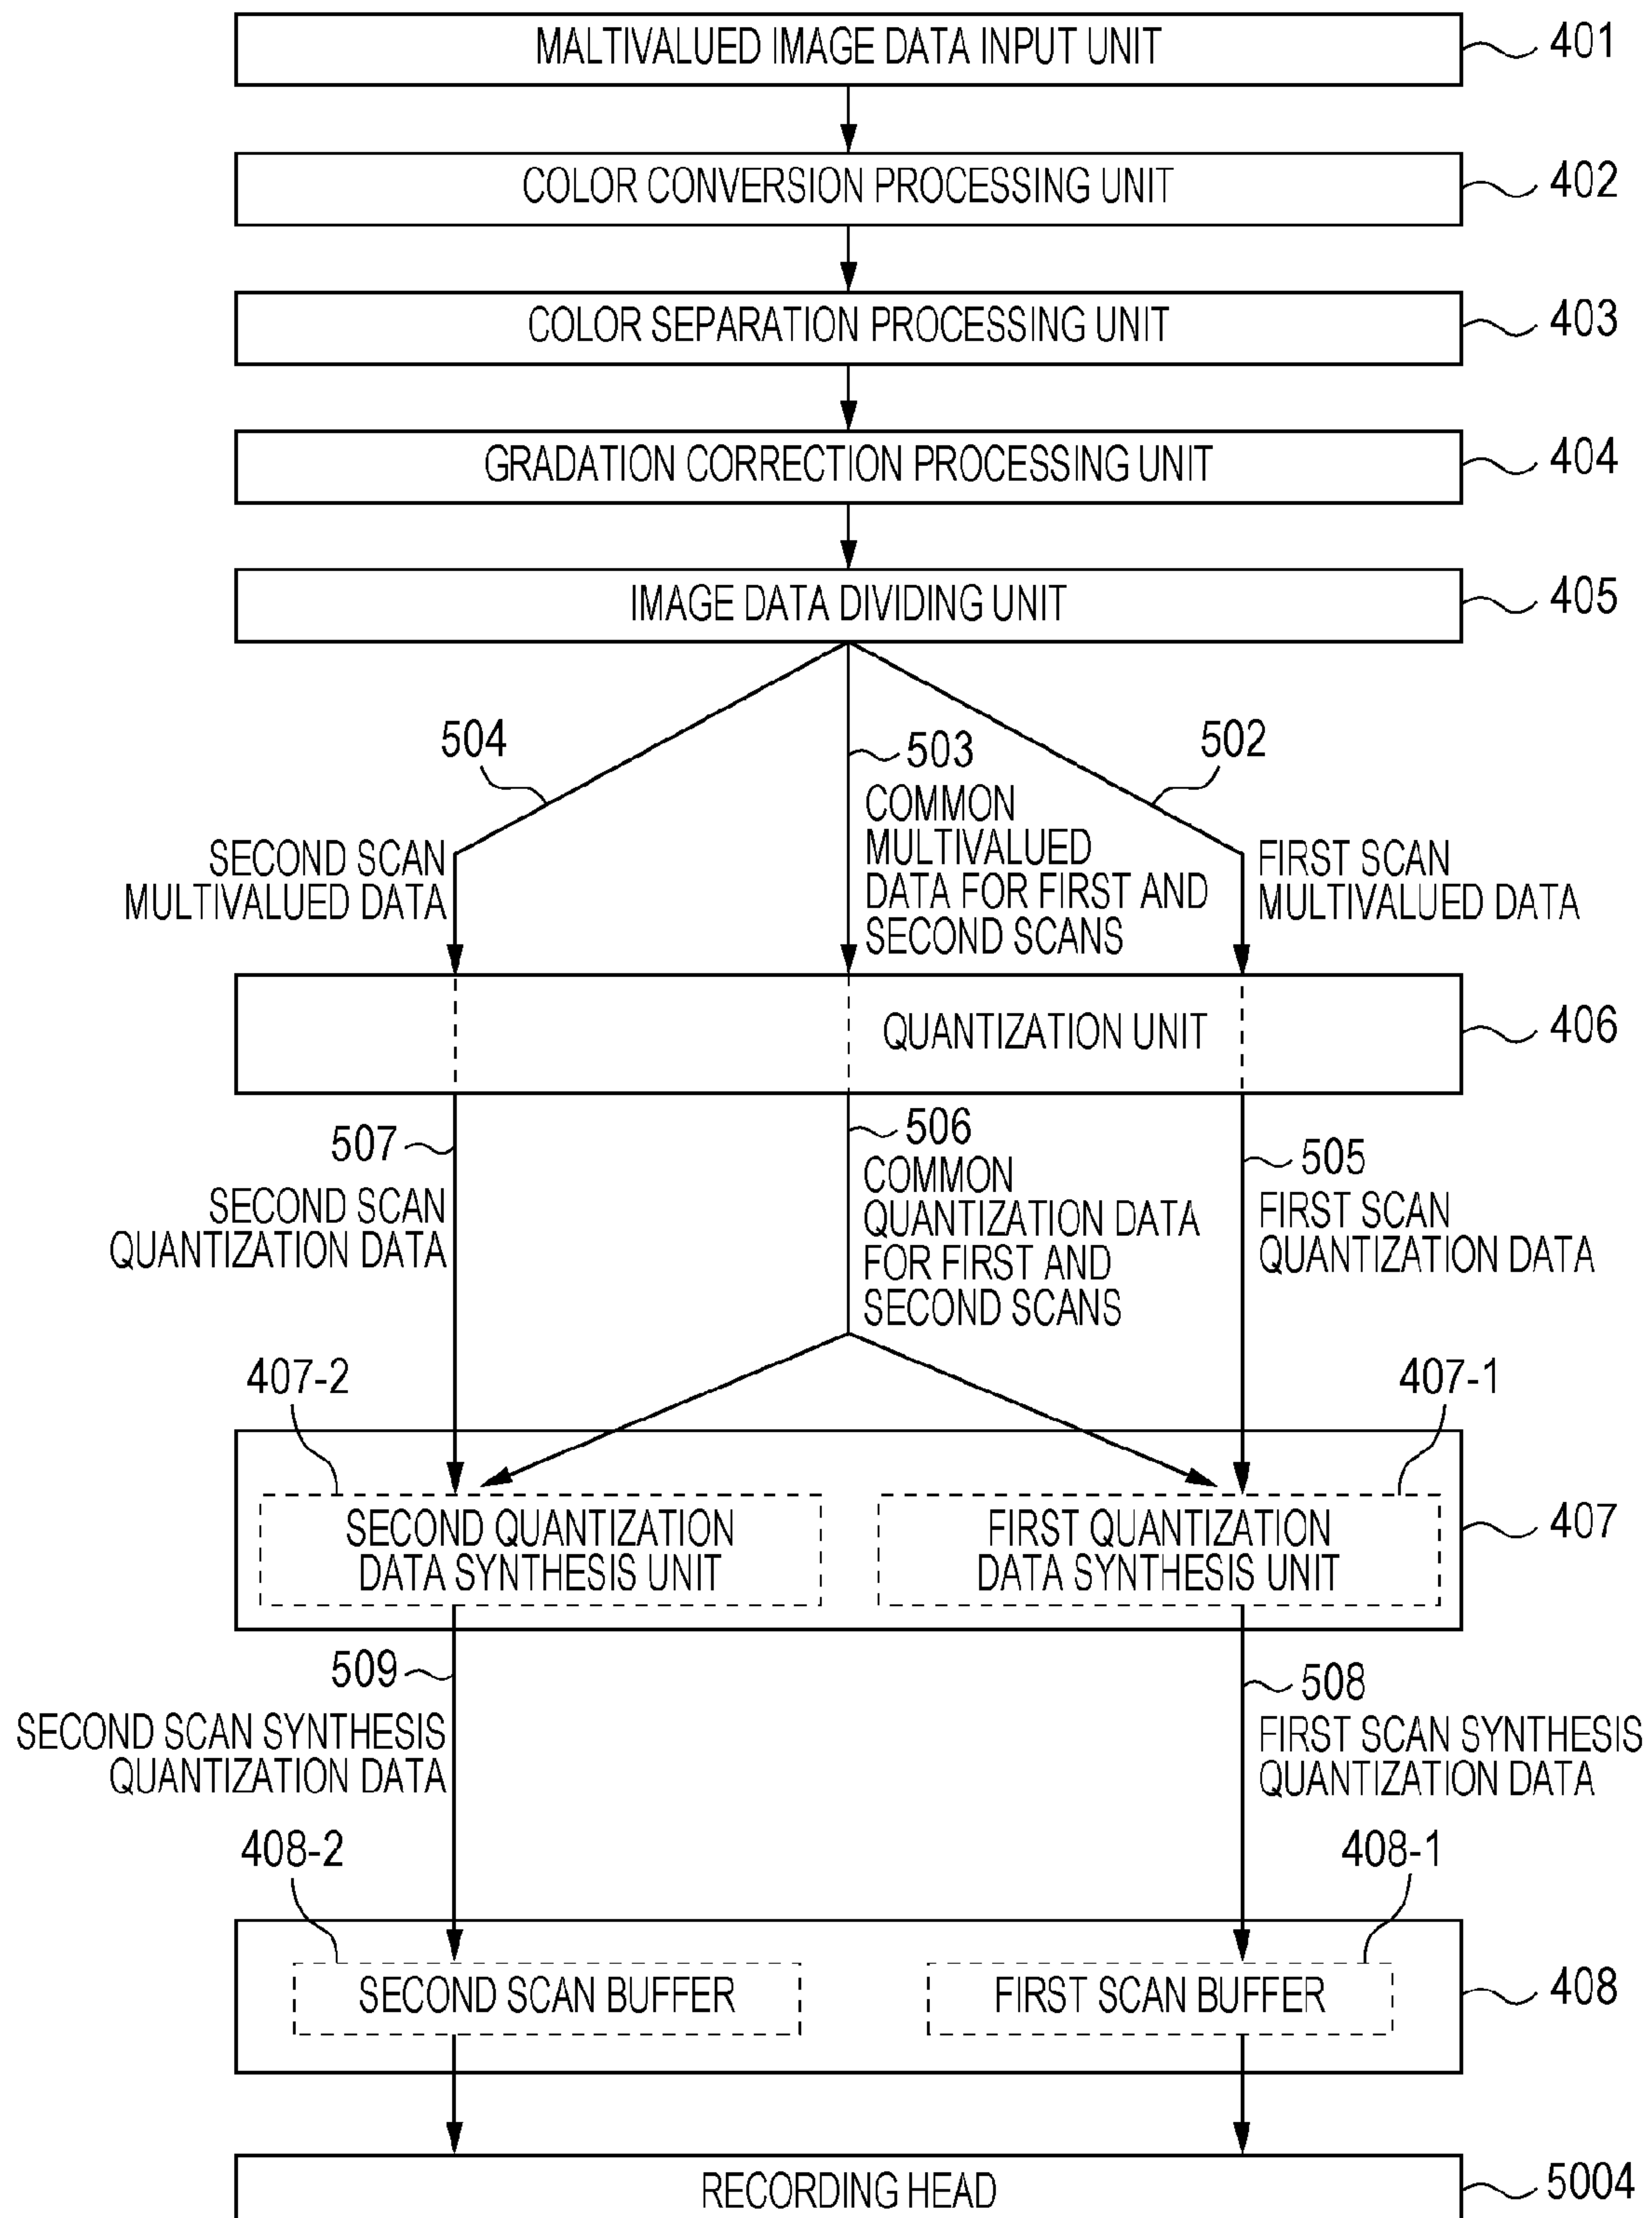 MALTIVALUED IMAGE DATA INPUT UNIT
401
COLOR CONVERSION PROCESSING UNIT
402
COLOR SEPARATION PROCESSING UNIT
403
GRADATION CORRECTION PROCESSING UNIT
404
IMAGE DATA DIVIDING UNIT
405
504
SECOND SCAN
MULTIVALUED DATA
503
COMMON
MULTIVALUED
DATA FOR FIRST AND
SECOND SCANS
502
FIRST SCAN
MULTIVALUED DATA
QUANTIZATION UNIT
406
507
SECOND SCAN
QUANTIZATION DATA
506
COMMON
QUANTIZATION DATA
FOR FIRST AND
SECOND SCANS
505
FIRST SCAN
QUANTIZATION DATA
407-2
407-1
SECOND QUANTIZATION
DATA SYNTHESIS UNIT
FIRST QUANTIZATION
DATA SYNTHESIS UNIT
407
509
SECOND SCAN SYNTHESIS
QUANTIZATION DATA
508
FIRST SCAN SYNTHESIS
QUANTIZATION DATA
408-2
408-1
SECOND SCAN BUFFER
FIRST SCAN BUFFER
408
RECORDING HEAD
5004